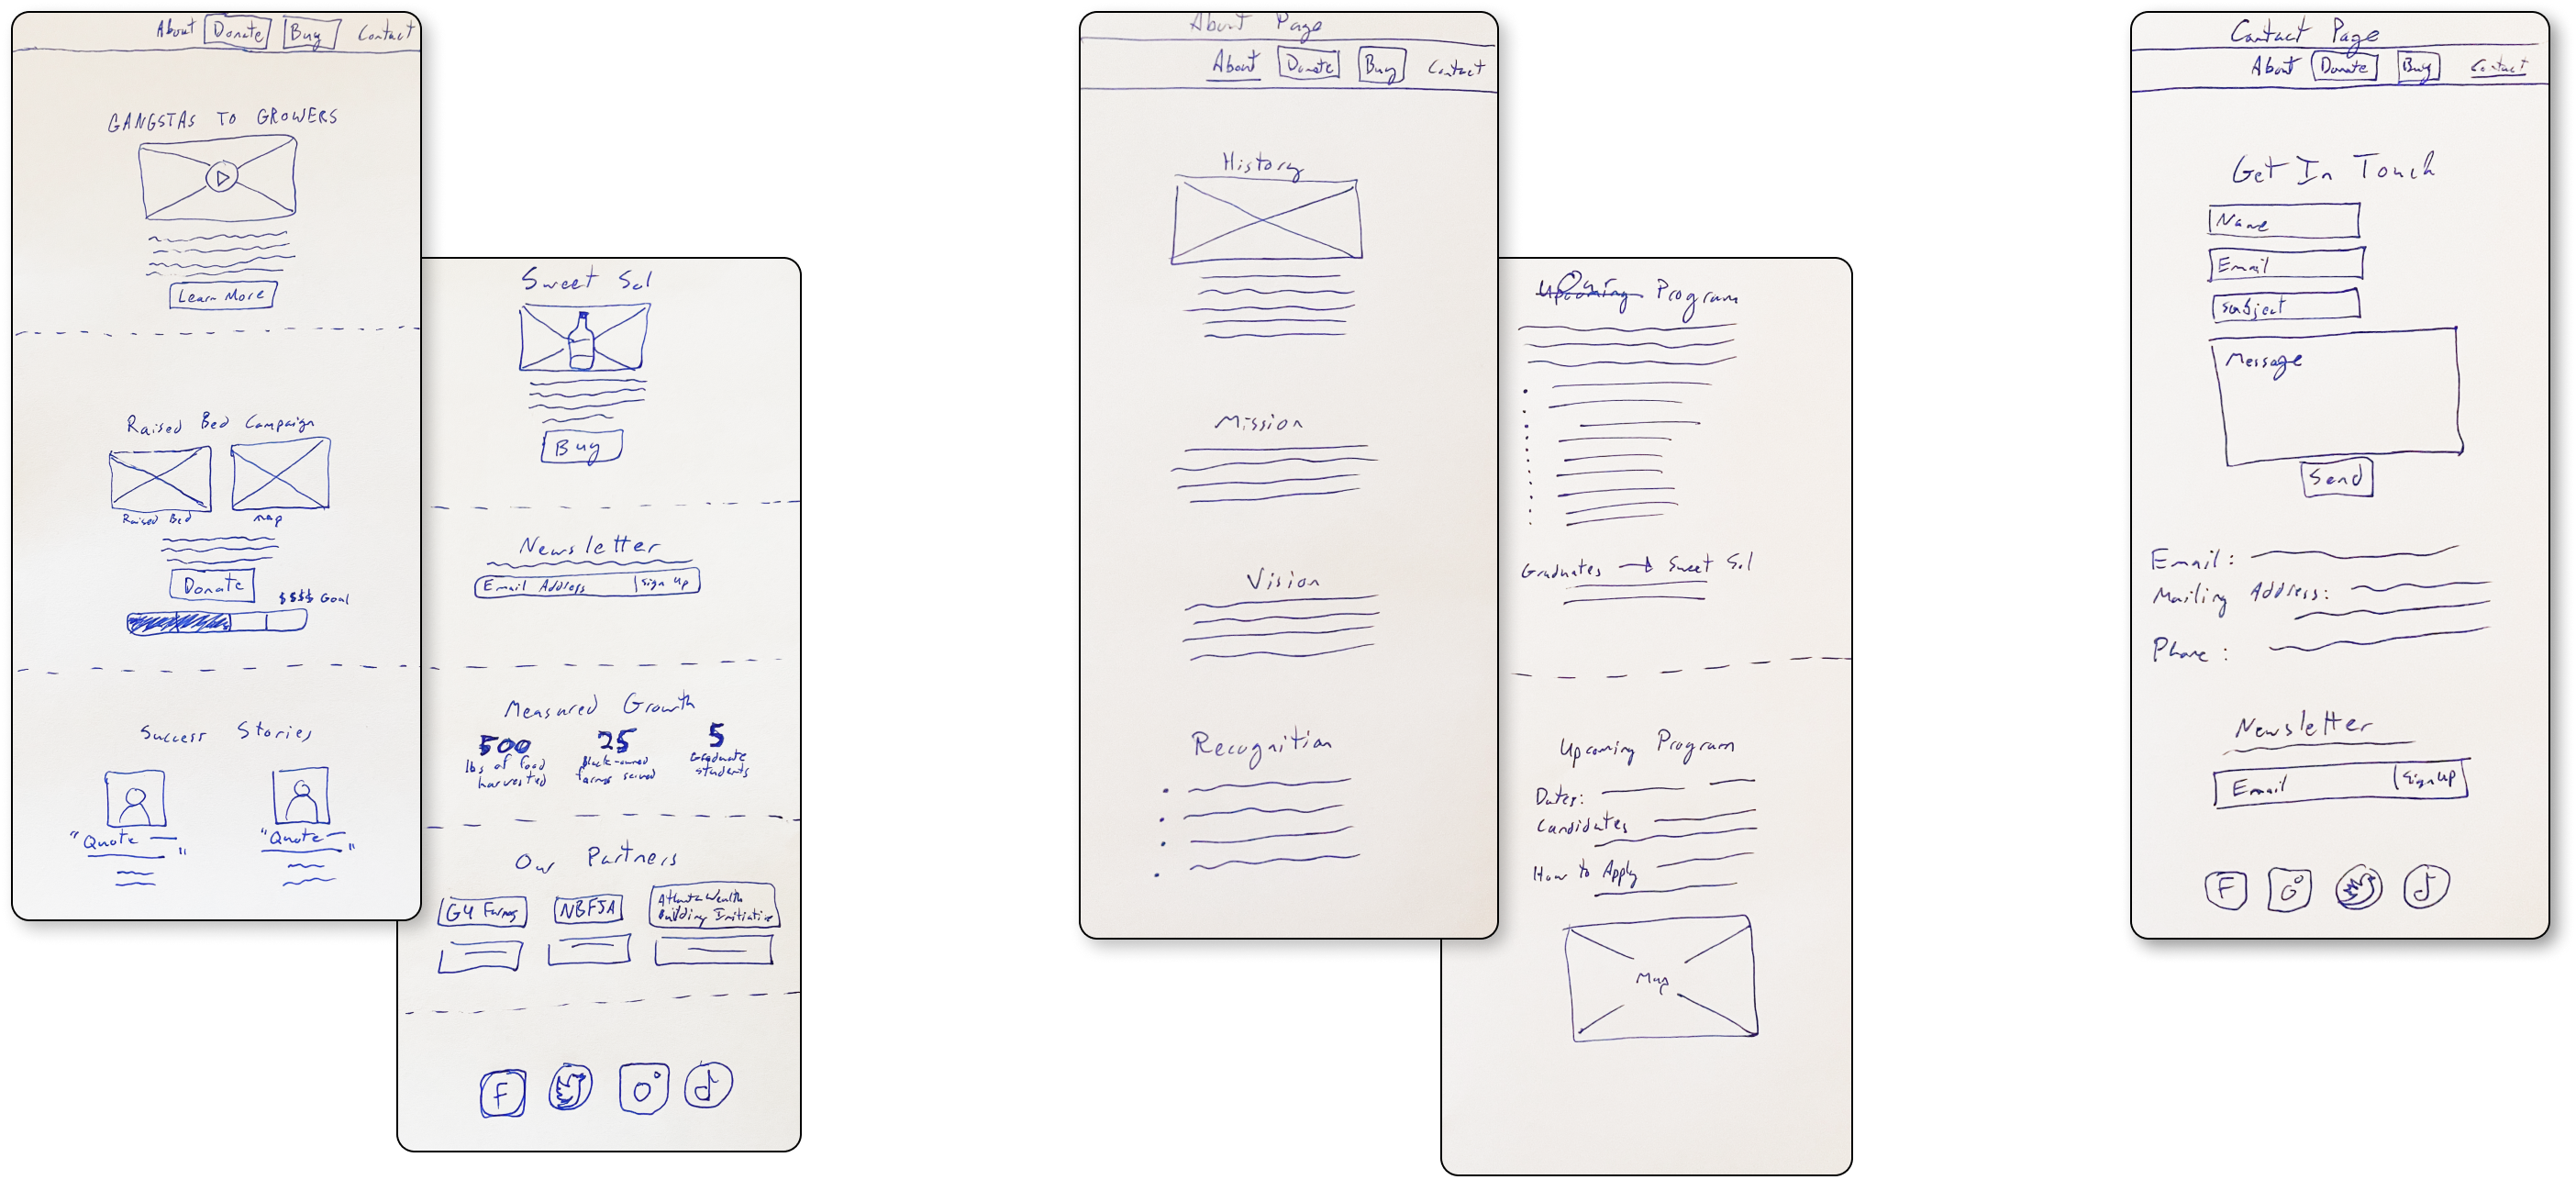 About Donate Buy Contact
GANGSTAS TO GROWERS
Learn More
Raised Bed Campaign
Raised Bed map
Donate
$$$$ Goal
Success Stories
"Quote " "Quote "
Sweet Sol
Buy
Newsletter
Email Address Sign up
Measured Growth
500 25 5
lbs of food black-owned Graduate
harvested farms served students
Our Partners
G4 Farms NBFJA Atlanta Wealth
Building Initiative
F
About Page
About Donate Buy Contact
History
Mission
Vision
Recognition
Upcoming Our Program
Graduates → Sweet Sol
Upcoming Program
Dates:
Candidates
How to Apply
Map
Contact Page
About Donate Buy Contact
Get In Touch
Name
Email
subject
Message
Send
Email:
Mailing Address:
Phone:
Newsletter
Email Sign up
F